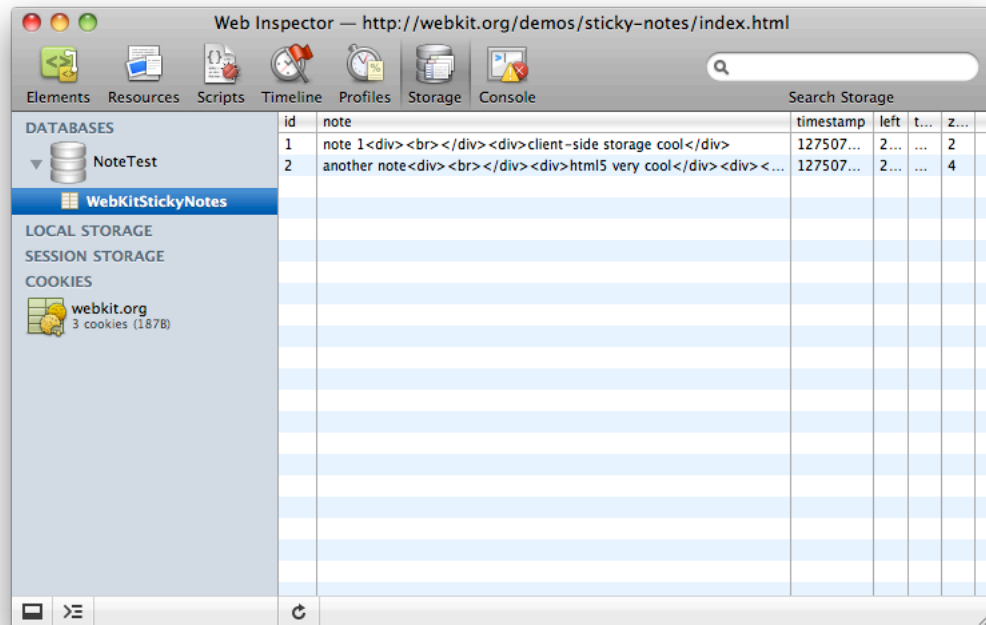 Web Inspector — http://webkit.org/demos/sticky-notes/index.html
Elements Resources Scripts Timeline Profiles Storage Console Search Storage
DATABASES
NoteTest
WebKitStickyNotes
LOCAL STORAGE
SESSION STORAGE
COOKIES
webkit.org
3 cookies (187B)
id note timestamp left t... z...
1 note 1<div><br></div><div>client-side storage cool</div> 127507... 2... ... 2
2 another note<div><br></div><div>html5 very cool</div><div><... 127507... 2... ... 4